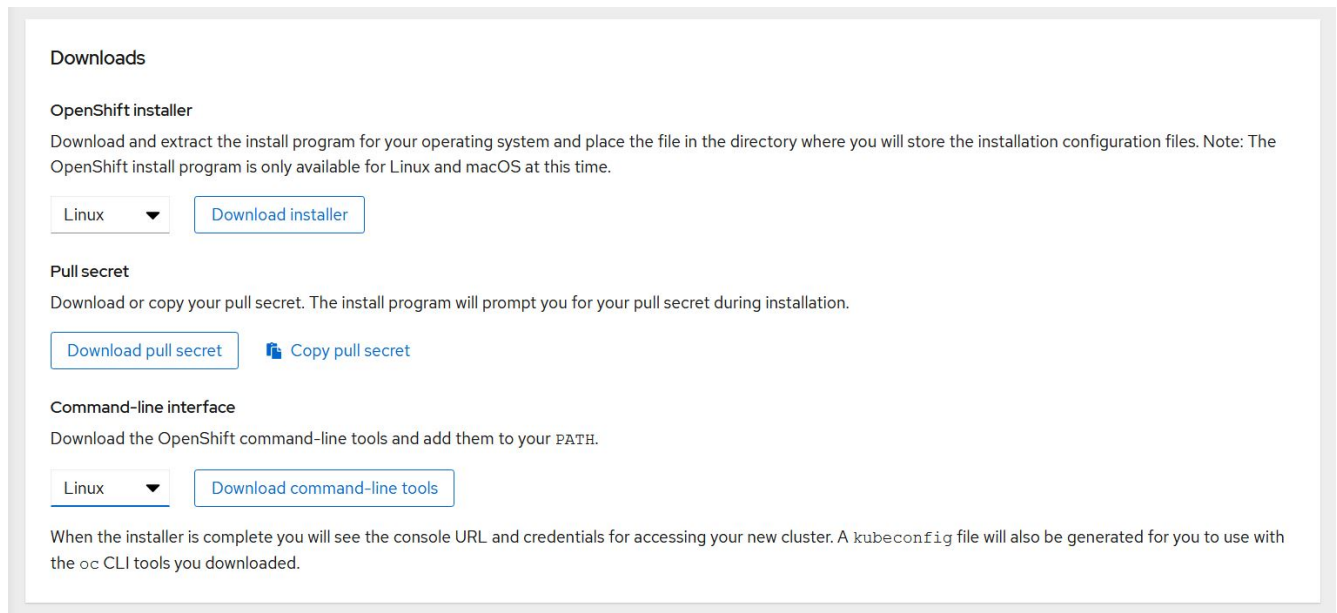 Downloads
OpenShift installer
Download and extract the install program for your operating system and place the file in the directory where you will store the installation configuration files. Note: The
OpenShift install program is only available for Linux and macOS at this time.
Linux
Download installer
Pull secret
Download or copy your pull secret. The install program will prompt you for your pull secret during installation.
Download pull secret
Copy pull secret
Command-line interface
Download the OpenShift command-line tools and add them to your PATH.
Linux
Download command-line tools
When the installer is complete you will see the console URL and credentials for accessing your new cluster. A kubeconfig file will also be generated for you to use with
the oc CLI tools you downloaded.